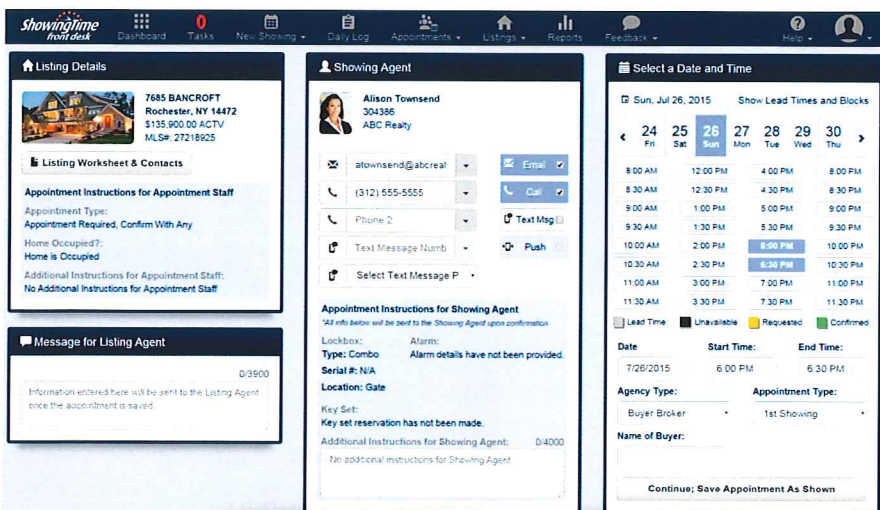 ShowingTime
front desk
Dashboard
0
Tasks
New Showing
Daily Log
Appointments
Listings
Reports
Feedback
Help
Listing Details
7685 BANCROFT
Rochester, NY 14472
$135,900.00 ACTV
MLS#: 27218925
Listing Worksheet & Contacts
Appointment Instructions for Appointment Staff
Appointment Type:
Appointment Required, Confirm With Any
Home Occupied?:
Home is Occupied
Additional Instructions for Appointment Staff:
No Additional Instructions for Appointment Staff
Message for Listing Agent
0/3900
Information entered here will be sent to the Listing Agent
once the appointment is saved.
Showing Agent
Alison Townsend
304386
ABC Realty
atownsend@abcreal
Email
(312) 555-5555
Call
Phone 2
Text Msg
Text Message Numb
Push
Select Text Message P
Appointment Instructions for Showing Agent
*All info below will be sent to the Showing Agent upon confirmation
Lockbox: Alarm:
Type: Combo Alarm details have not been provided.
Serial #: N/A
Location: Gate
Key Set:
Key set reservation has not been made.
Additional Instructions for Showing Agent: 0/4000
No additional instructions for Showing Agent
Select a Date and Time
Sun, Jul 26, 2015 Show Lead Times and Blocks
24 25 26 27 28 29 30
Fri Sat Sun Mon Tue Wed Thu
8:00 AM 12:00 PM 4:00 PM 8:00 PM
8:30 AM 12:30 PM 4:30 PM 8:30 PM
9:00 AM 1:00 PM 5:00 PM 9:00 PM
9:30 AM 1:30 PM 5:30 PM 9:30 PM
10:00 AM 2:00 PM 6:00 PM 10:00 PM
10:30 AM 2:30 PM 6:30 PM 10:30 PM
11:00 AM 3:00 PM 7:00 PM 11:00 PM
11:30 AM 3:30 PM 7:30 PM 11:30 PM
Lead Time Unavailable Requested Confirmed
Date Start Time: End Time:
7/26/2015 6:00 PM 6:30 PM
Agency Type: Appointment Type:
Buyer Broker 1st Showing
Name of Buyer:
Continue; Save Appointment As Shown